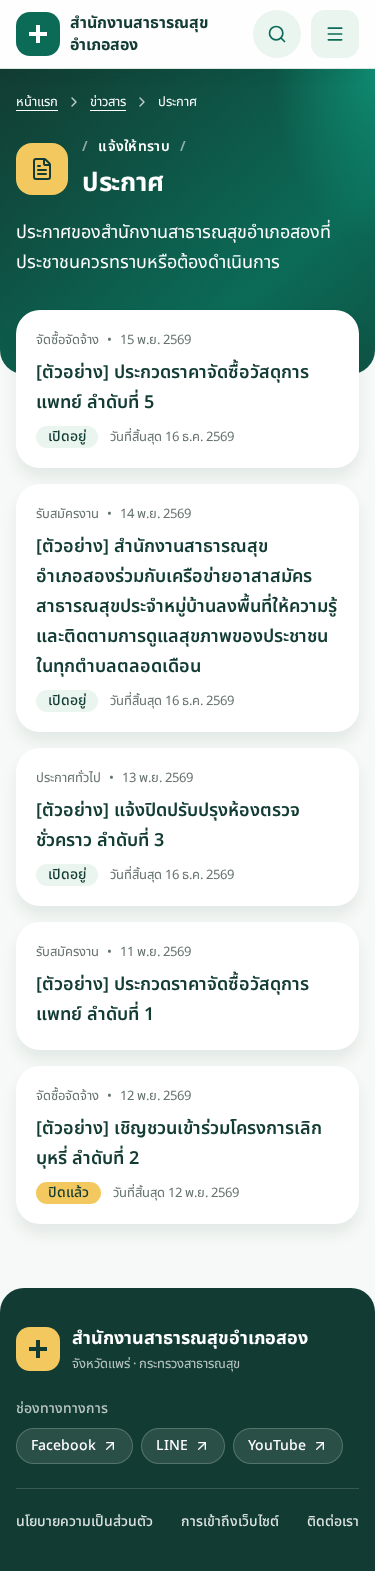 สำนักงานสาธารณสุข
อำเภอสอง
หน้าแรก > ข่าวสาร > ประกาศ
/ แจ้งให้ทราบ /
ประกาศ
ประกาศของสำนักงานสาธารณสุขอำเภอสองที่
ประชาชนควรทราบหรือต้องดำเนินการ
จัดซื้อจัดจ้าง • 15 พ.ย. 2569
[ตัวอย่าง] ประกวดราคาจัดซื้อวัสดุการ
แพทย์ ลำดับที่ 5
เปิดอยู่ วันที่สิ้นสุด 16 ธ.ค. 2569
รับสมัครงาน • 14 พ.ย. 2569
[ตัวอย่าง] สำนักงานสาธารณสุข
อำเภอสองร่วมกับเครือข่ายอาสาสมัคร
สาธารณสุขประจำหมู่บ้านลงพื้นที่ให้ความรู้
และติดตามการดูแลสุขภาพของประชาชน
ในทุกตำบลตลอดเดือน
เปิดอยู่ วันที่สิ้นสุด 16 ธ.ค. 2569
ประกาศทั่วไป • 13 พ.ย. 2569
[ตัวอย่าง] แจ้งปิดปรับปรุงห้องตรวจ
ชั่วคราว ลำดับที่ 3
เปิดอยู่ วันที่สิ้นสุด 16 ธ.ค. 2569
รับสมัครงาน • 11 พ.ย. 2569
[ตัวอย่าง] ประกวดราคาจัดซื้อวัสดุการ
แพทย์ ลำดับที่ 1
จัดซื้อจัดจ้าง • 12 พ.ย. 2569
[ตัวอย่าง] เชิญชวนเข้าร่วมโครงการเลิก
บุหรี่ ลำดับที่ 2
ปิดแล้ว วันที่สิ้นสุด 12 พ.ย. 2569
สำนักงานสาธารณสุขอำเภอสอง
จังหวัดแพร่ · กระทรวงสาธารณสุข
ช่องทางทางการ
Facebook LINE YouTube
นโยบายความเป็นส่วนตัว การเข้าถึงเว็บไซต์ ติดต่อเรา